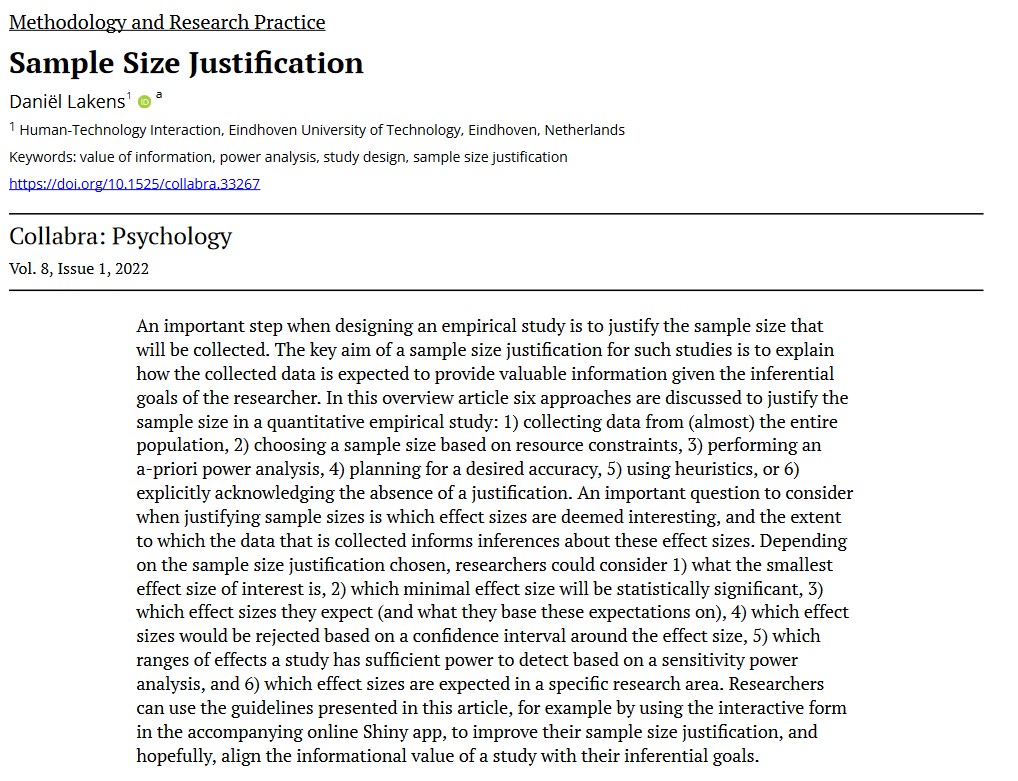 Methodology and Research Practice
Sample Size Justification
Daniël Lakens1 iD a
1 Human-Technology Interaction, Eindhoven University of Technology, Eindhoven, Netherlands
Keywords: value of information, power analysis, study design, sample size justification
https://doi.org/10.1525/collabra.33267
Collabra: Psychology
Vol. 8, Issue 1, 2022
An important step when designing an empirical study is to justify the sample size that
will be collected. The key aim of a sample size justification for such studies is to explain
how the collected data is expected to provide valuable information given the inferential
goals of the researcher. In this overview article six approaches are discussed to justify the
sample size in a quantitative empirical study: 1) collecting data from (almost) the entire
population, 2) choosing a sample size based on resource constraints, 3) performing an
a-priori power analysis, 4) planning for a desired accuracy, 5) using heuristics, or 6)
explicitly acknowledging the absence of a justification. An important question to consider
when justifying sample sizes is which effect sizes are deemed interesting, and the extent
to which the data that is collected informs inferences about these effect sizes. Depending
on the sample size justification chosen, researchers could consider 1) what the smallest
effect size of interest is, 2) which minimal effect size will be statistically significant, 3)
which effect sizes they expect (and what they base these expectations on), 4) which effect
sizes would be rejected based on a confidence interval around the effect size, 5) which
ranges of effects a study has sufficient power to detect based on a sensitivity power
analysis, and 6) which effect sizes are expected in a specific research area. Researchers
can use the guidelines presented in this article, for example by using the interactive form
in the accompanying online Shiny app, to improve their sample size justification, and
hopefully, align the informational value of a study with their inferential goals.